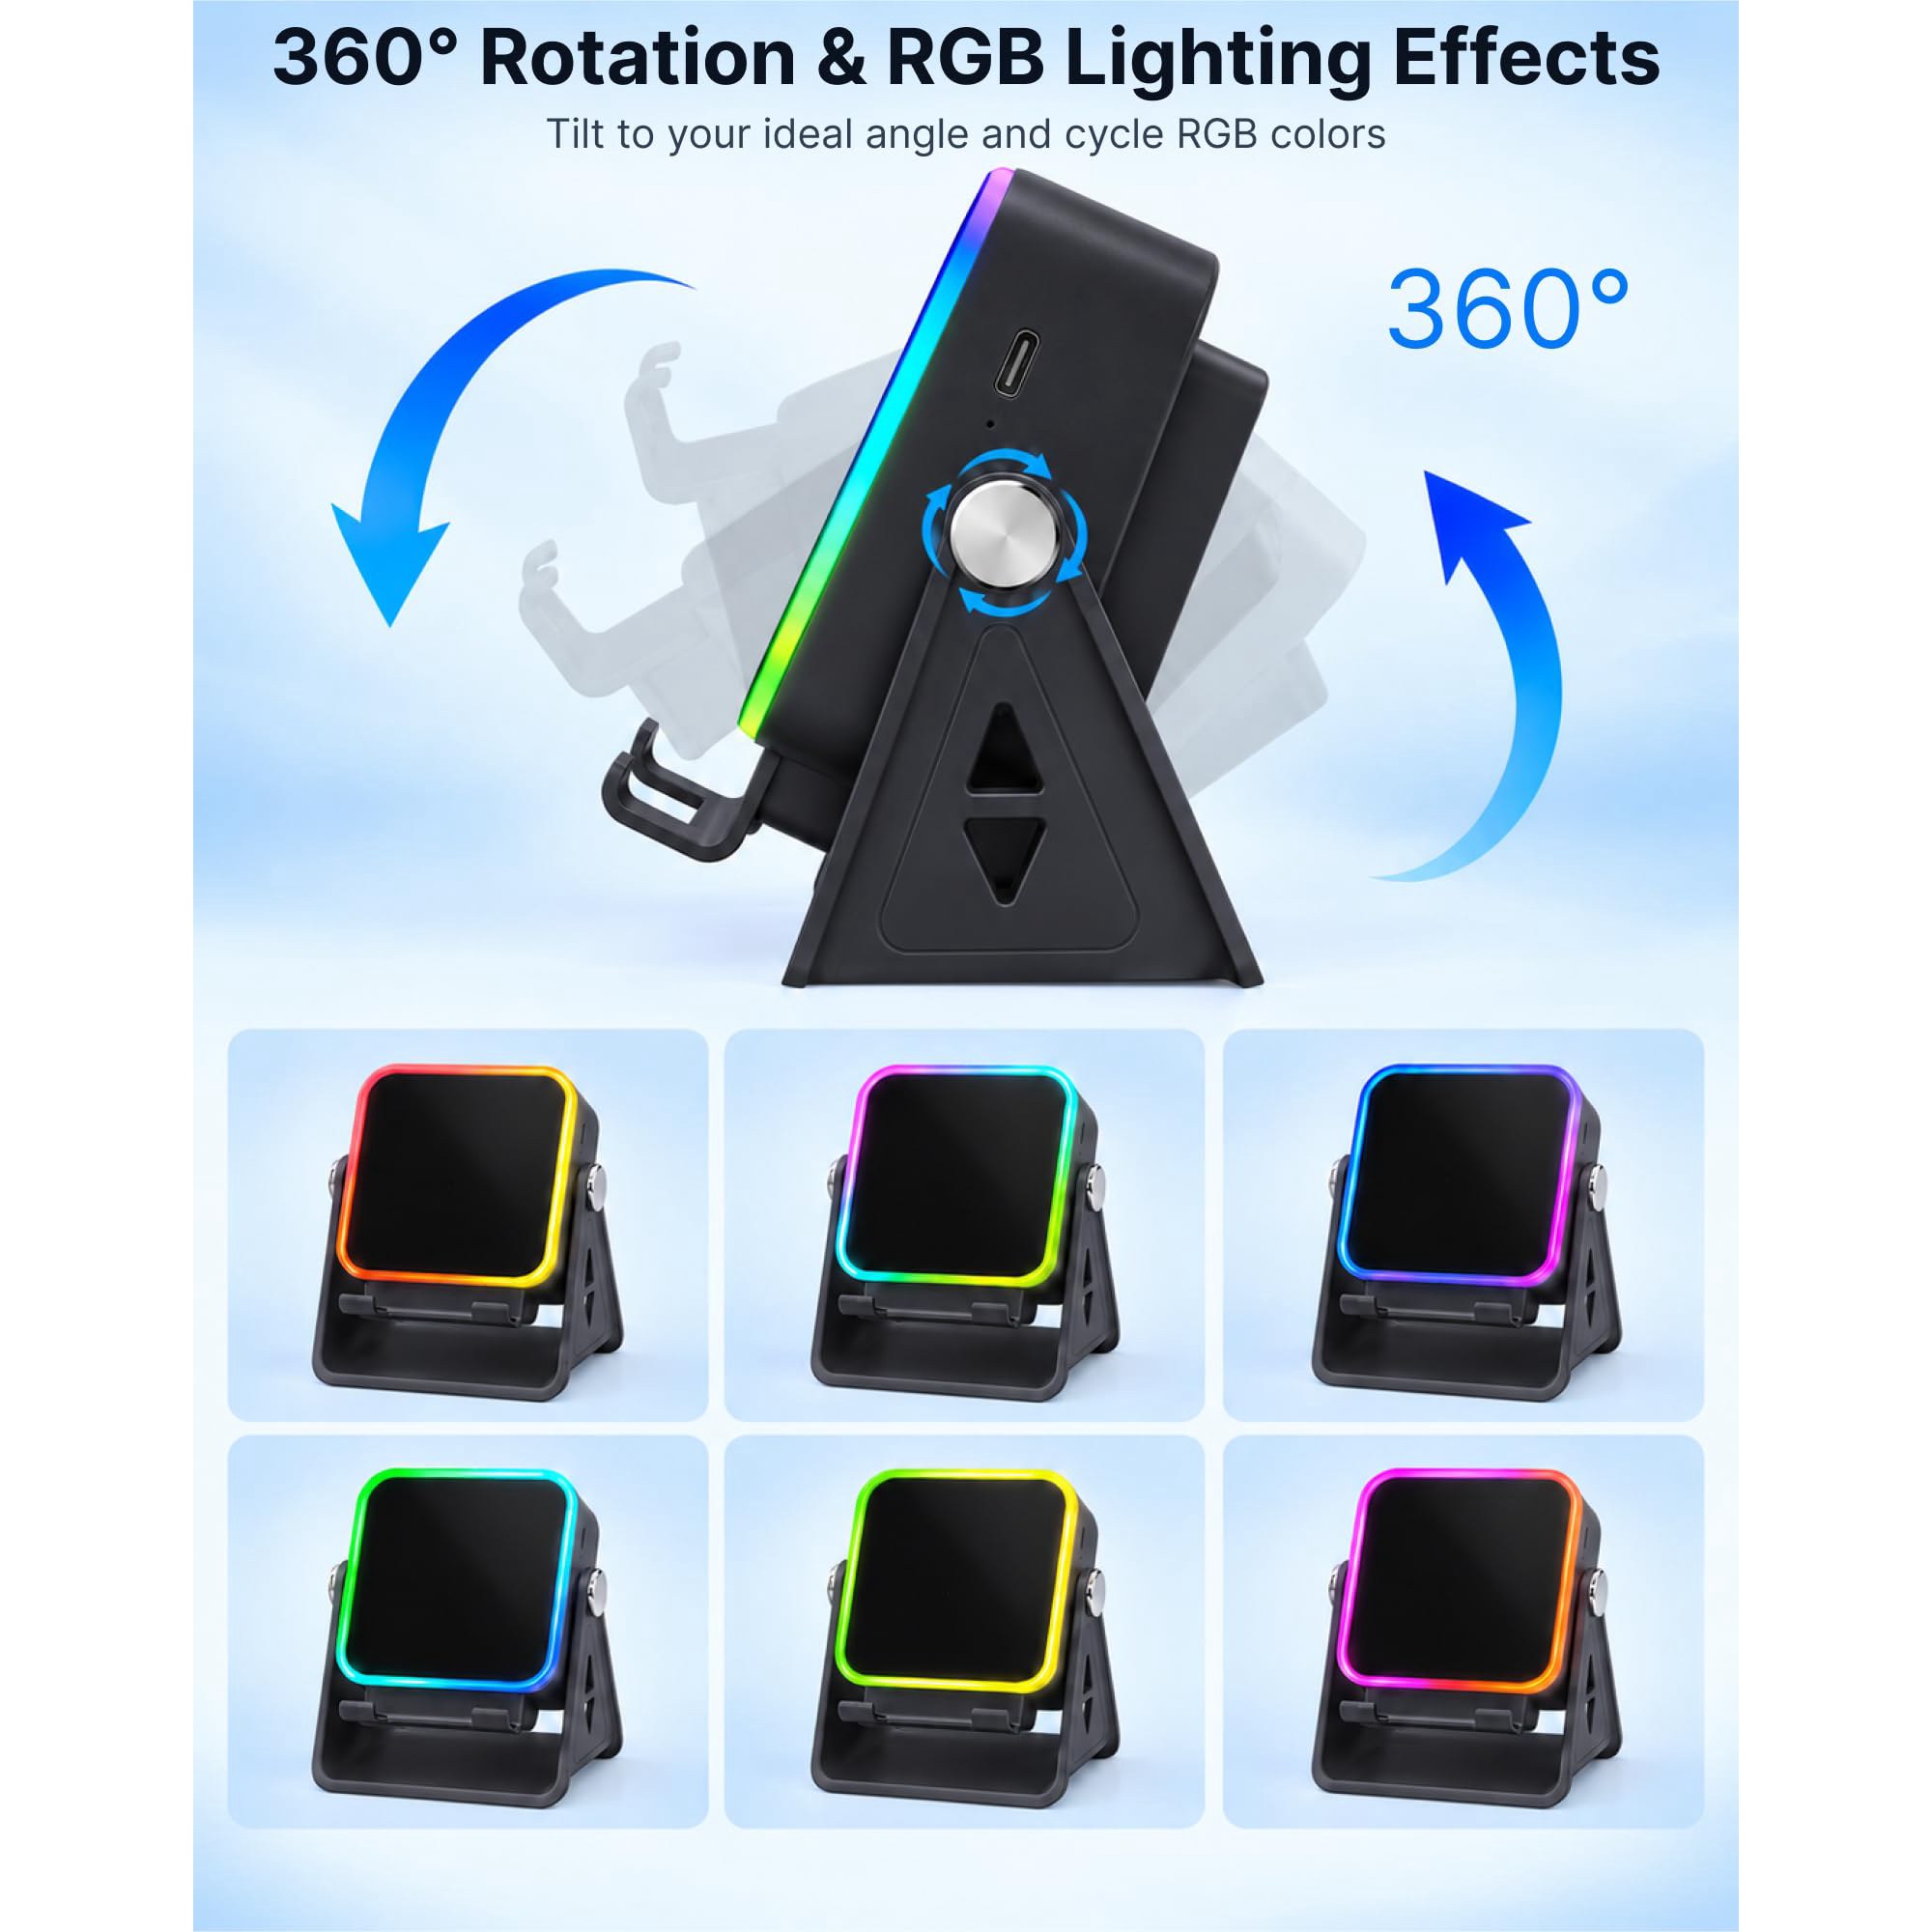 360° Rotation & RGB Lighting Effects
Tilt to your ideal angle and cycle RGB colors
360°